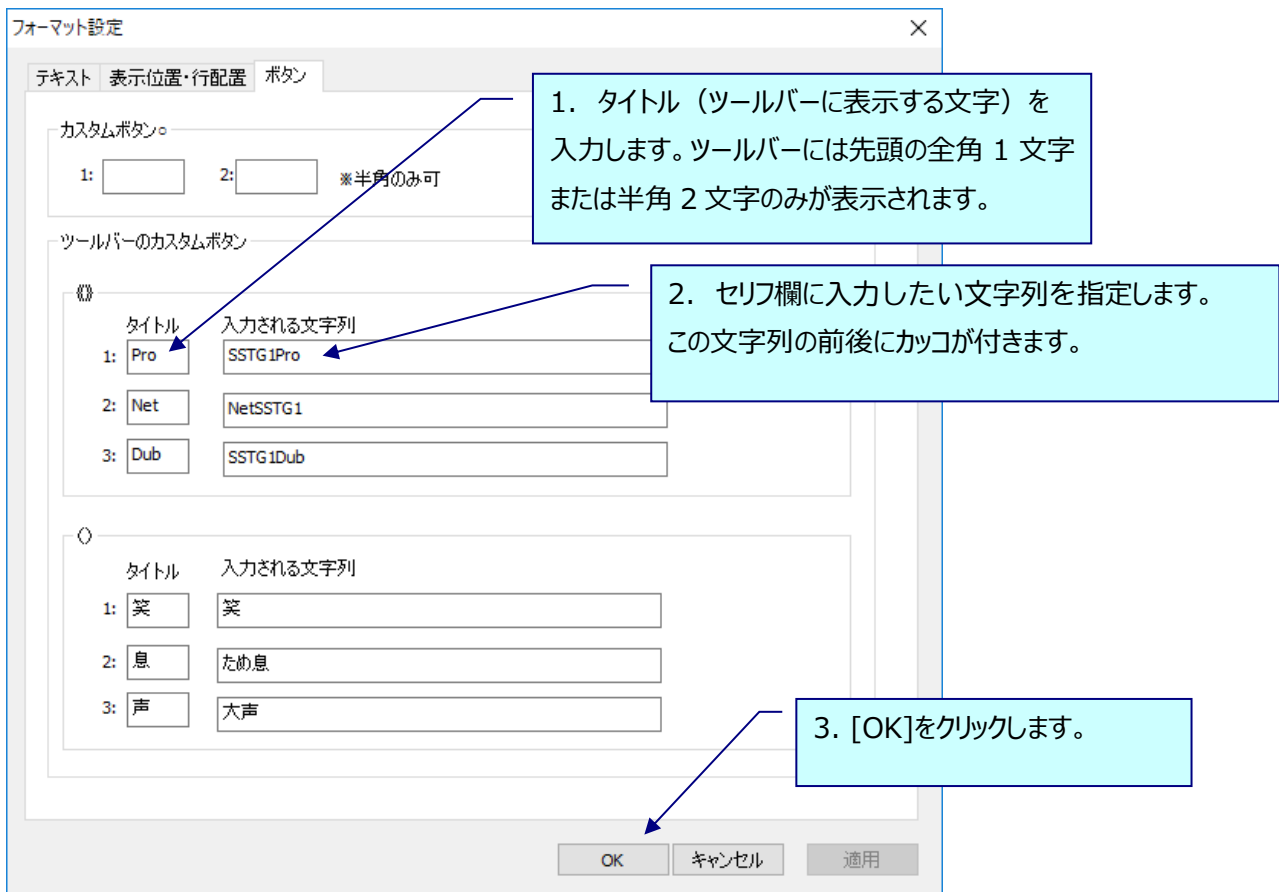 フォーマット設定
テキスト 表示位置・行配置 ボタン
1. タイトル（ツールバーに表示する文字）を
入力します。ツールバーには先頭の全角 1 文字
または半角 2 文字のみが表示されます。
カスタムボタン○
1: 2: ※半角のみ可
ツールバーのカスタムボタン
2. セリフ欄に入力したい文字列を指定します。
この文字列の前後にカッコが付きます。
《》
タイトル 入力される文字列
1: Pro SSTG1Pro
2: Net NetSSTG1
3: Dub SSTG1Dub
〈〉
タイトル 入力される文字列
1: 笑 笑
2: 息 ため息
3: 声 大声
3. [OK]をクリックします。
OK キャンセル 適用